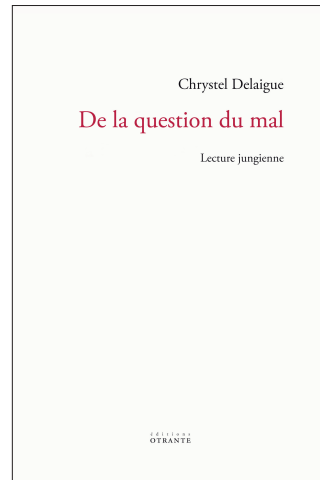 Chrystel Delaigue
De la question du mal
Lecture jungienne
éditions
OTRANTE